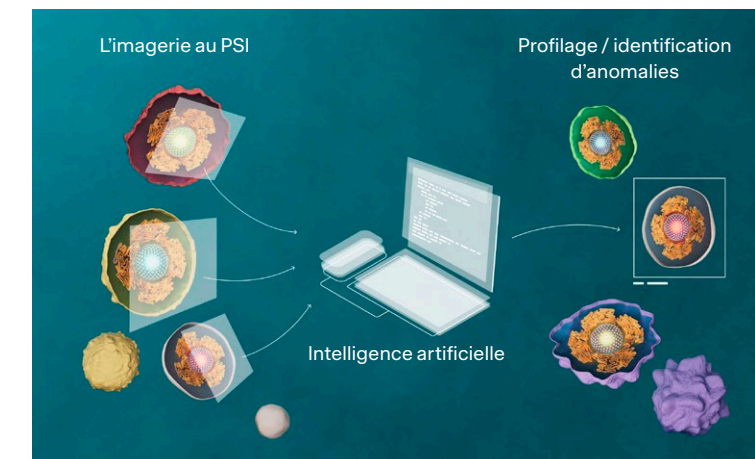 L'imagerie au PSI
Profilage / identification
d'anomalies
Intelligence artificielle